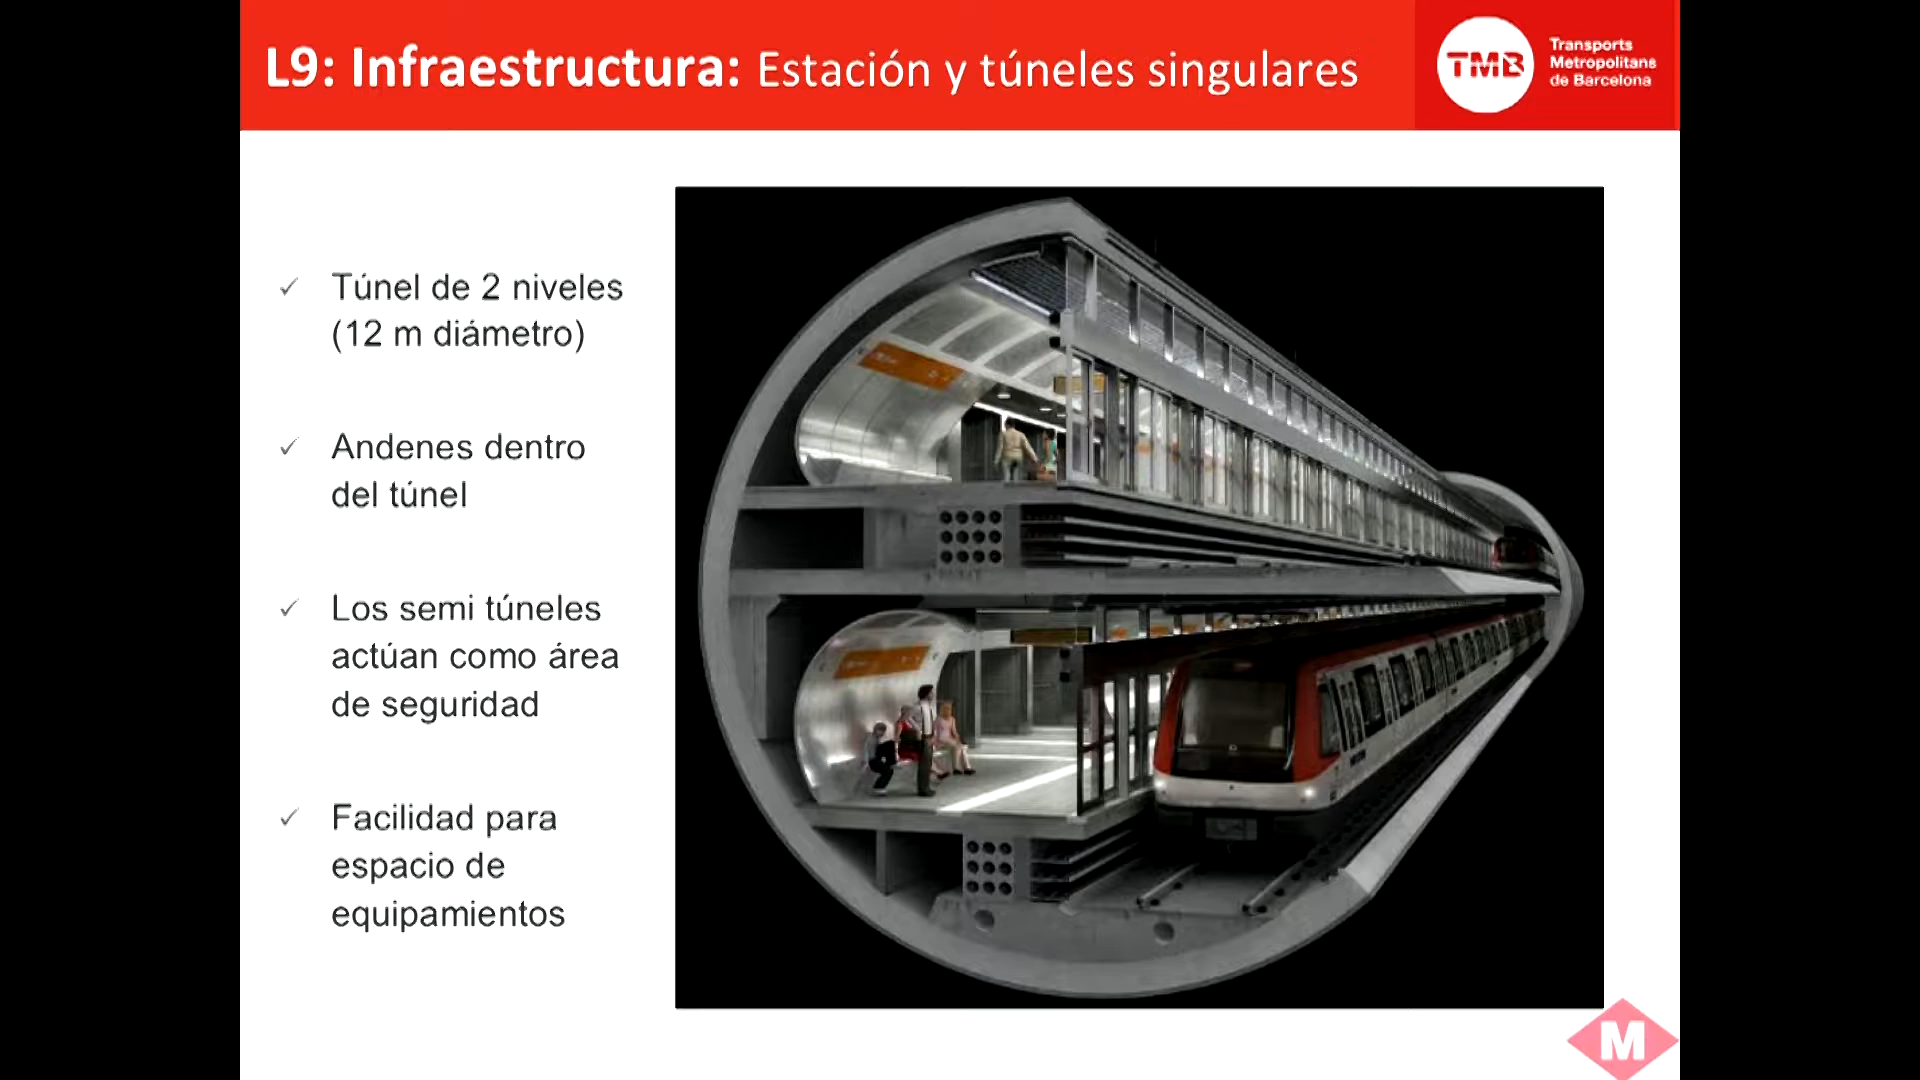 L9: Infraestructura: Estación y túneles singulares
TMB
Transports
Metropolitans
de Barcelona
✓ Túnel de 2 niveles
(12 m diámetro)
✓ Andenes dentro
del túnel
✓ Los semi túneles
actúan como área
de seguridad
✓ Facilidad para
espacio de
equipamientos
M